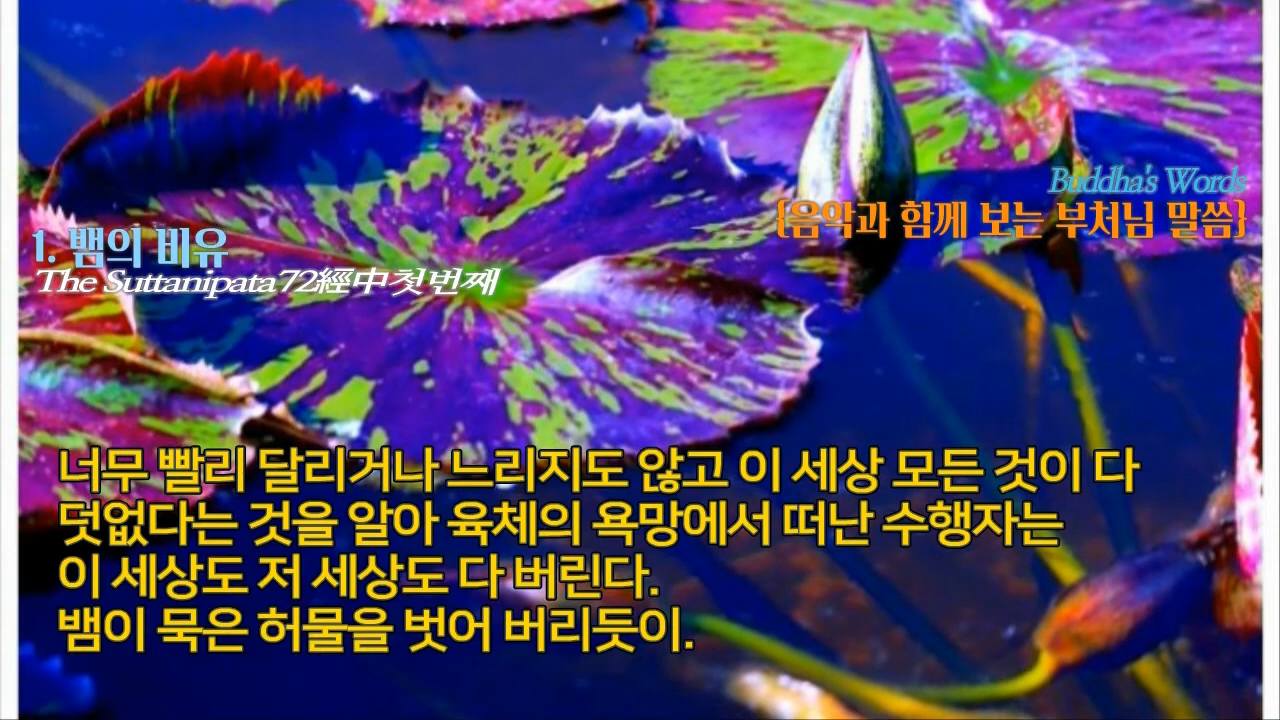 Buddha's Words
{음악과 함께 보는 부처님 말씀}
1. 뱀의 비유
The Suttanipata 72經中 첫 번째
너무 빨리 달리거나 느리지도 않고 이 세상 모든 것이 다
덧없다는 것을 알아 육체의 욕망에서 떠난 수행자는
이 세상도 저 세상도 다 버린다.
뱀이 묵은 허물을 벗어 버리듯이.